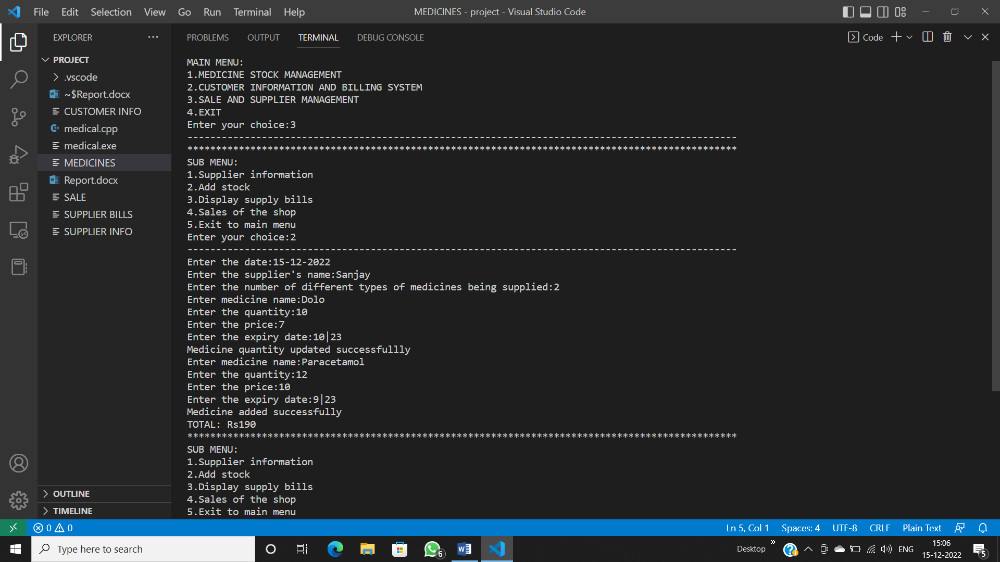 File Edit Selection View Go Run Terminal Help
MEDICINES - project - Visual Studio Code
EXPLORER
PROJECT
.vscode
~$Report.docx
CUSTOMER INFO
medical.cpp
medical.exe
MEDICINES
Report.docx
SALE
SUPPLIER BILLS
SUPPLIER INFO
OUTLINE
TIMELINE
PROBLEMS OUTPUT TERMINAL DEBUG CONSOLE
Code
MAIN MENU:
1.MEDICINE STOCK MANAGEMENT
2.CUSTOMER INFORMATION AND BILLING SYSTEM
3.SALE AND SUPPLIER MANAGEMENT
4.EXIT
Enter your choice:3
------------------------------------------------------------------------------------------------
************************************************************************************************
SUB MENU:
1.Supplier information
2.Add stock
3.Display supply bills
4.Sales of the shop
5.Exit to main menu
Enter your choice:2
------------------------------------------------------------------------------------------------
Enter the date:15-12-2022
Enter the supplier's name:Sanjay
Enter the number of different types of medicines being supplied:2
Enter medicine name:Dolo
Enter the quantity:10
Enter the price:7
Enter the expiry date:10|23
Medicine quantity updated successfullly
Enter medicine name:Paracetamol
Enter the quantity:12
Enter the price:10
Enter the expiry date:9|23
Medicine added successfully
TOTAL: Rs190
************************************************************************************************
SUB MENU:
1.Supplier information
2.Add stock
3.Display supply bills
4.Sales of the shop
5.Exit to main menu
0 0
Ln 5, Col 1 Spaces: 4 UTF-8 CRLF Plain Text
Type here to search
6
Desktop
ENG
15:06
15-12-2022
5